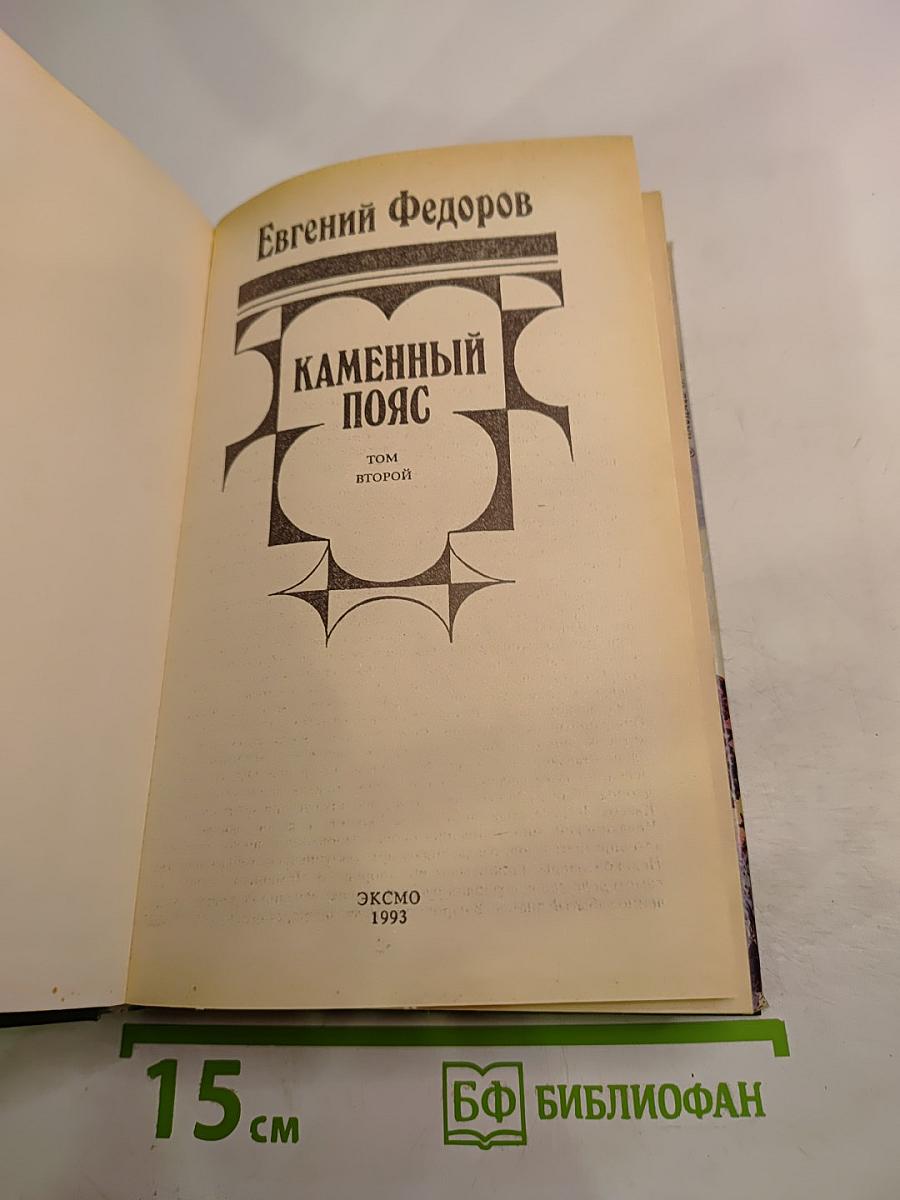 Евгений Федоров
КАМЕННЫЙ
ПОЯС
ТОМ
ВТОРОЙ
ЭКСМО
1993
15 см
БФ БИБЛИОФАН